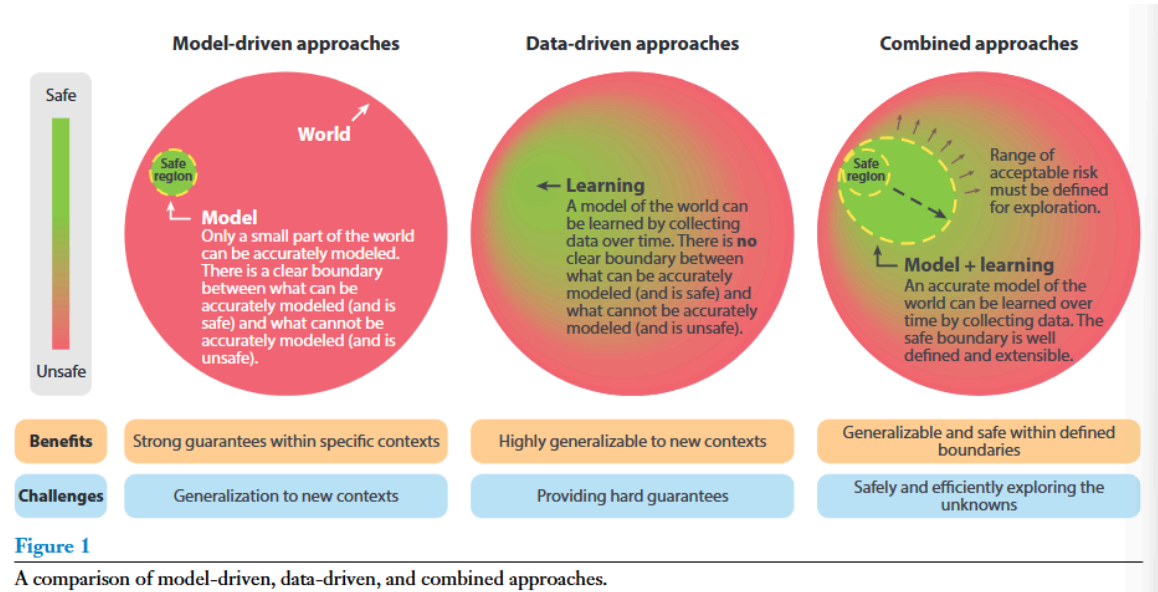 Model-driven approaches
Data-driven approaches
Combined approaches
Safe
Unsafe
World
Safe
region
Model
Only a small part of the world
can be accurately modeled.
There is a clear boundary
between what can be
accurately modeled (and is
safe) and what cannot be
accurately modeled (and is
unsafe).
Learning
A model of the world can
be learned by collecting
data over time. There is no
clear boundary between
what can be accurately
modeled (and is safe) and
what cannot be accurately
modeled (and is unsafe).
Safe
region
Range of
acceptable risk
must be defined
for exploration.
Model + learning
An accurate model of the
world can be learned over
time by collecting data. The
safe boundary is well
defined and extensible.
Benefits
Strong guarantees within specific contexts
Highly generalizable to new contexts
Generalizable and safe within defined
boundaries
Challenges
Generalization to new contexts
Providing hard guarantees
Safely and efficiently exploring the
unknowns
Figure 1
A comparison of model-driven, data-driven, and combined approaches.